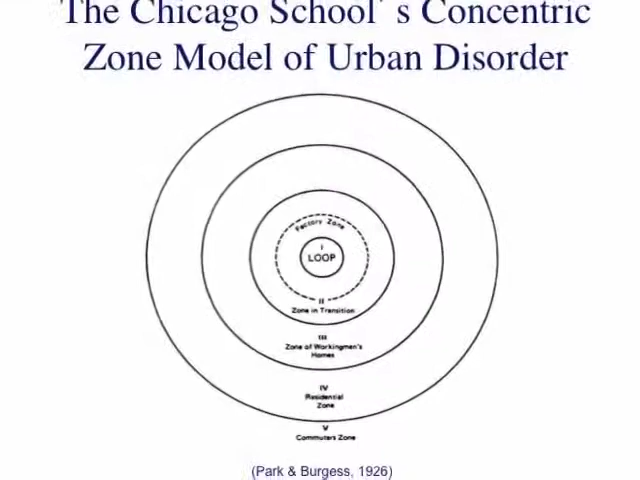 The Chicago School's Concentric
Zone Model of Urban Disorder
Factory Zone
I
LOOP
II
Zone in Transition
III
Zone of Workingmen's
Homes
IV
Residential
Zone
V
Commuters Zone
(Park & Burgess, 1926)